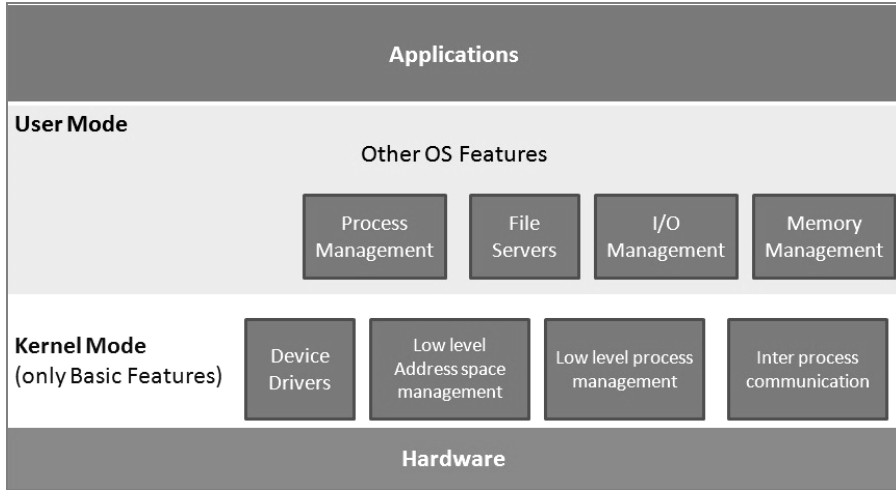 Applications
User Mode
Other OS Features
Process
Management
File
Servers
I/O
Management
Memory
Management
Kernel Mode
(only Basic Features)
Device
Drivers
Low level
Address space
management
Low level process
management
Inter process
communication
Hardware